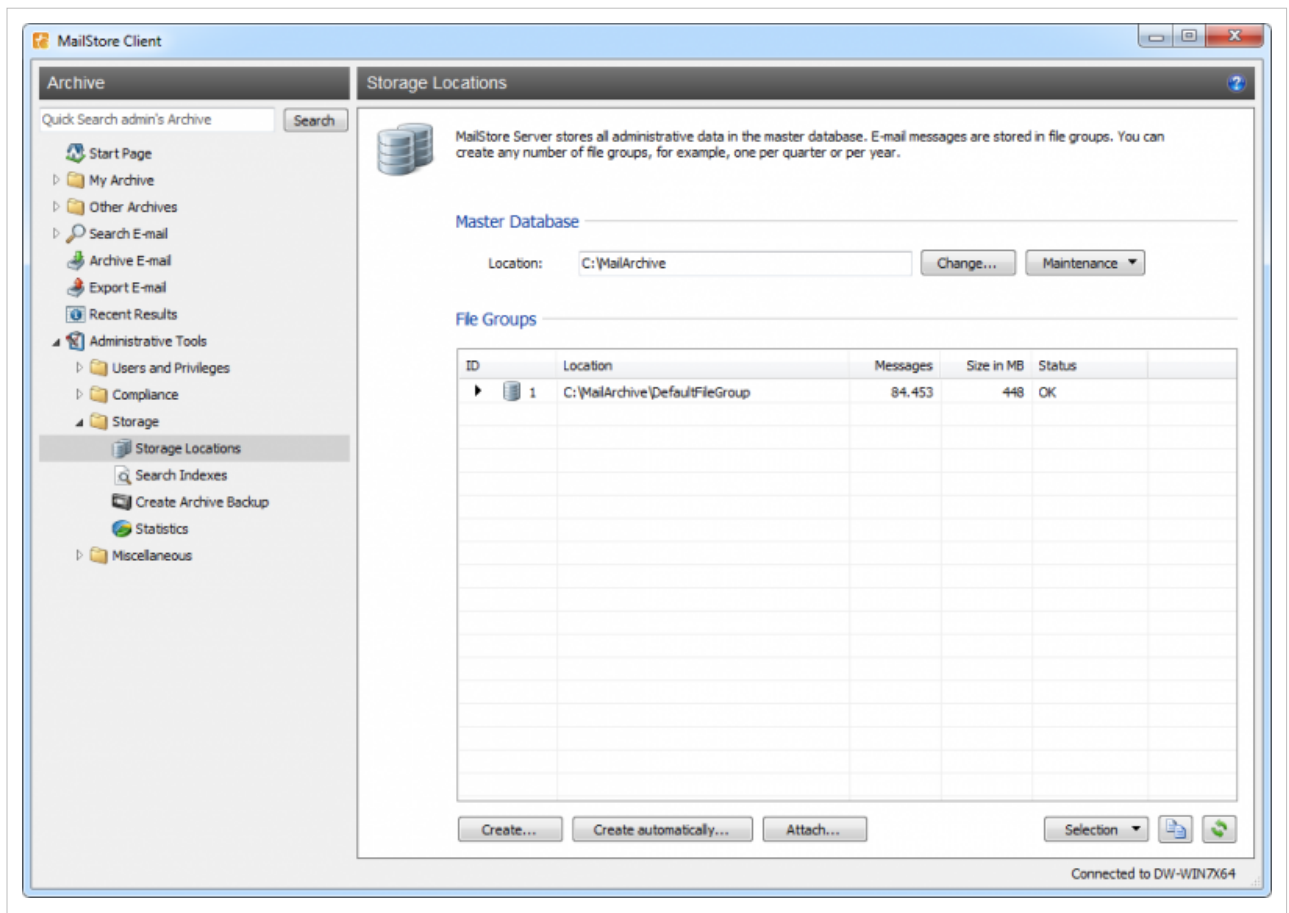 MailStore Client
Archive
Quick Search admin's Archive
Search
Start Page
My Archive
Other Archives
Search E-mail
Archive E-mail
Export E-mail
Recent Results
Administrative Tools
Users and Privileges
Compliance
Storage
Storage Locations
Search Indexes
Create Archive Backup
Statistics
Miscellaneous
Storage Locations
MailStore Server stores all administrative data in the master database. E-mail messages are stored in file groups. You can
create any number of file groups, for example, one per quarter or per year.
Master Database
Location: C:\MailArchive Change... Maintenance
File Groups
ID Location Messages Size in MB Status
1 C:\MailArchive\DefaultFileGroup 84.453 448 OK
Create... Create automatically... Attach... Selection
Connected to DW-WIN7X64